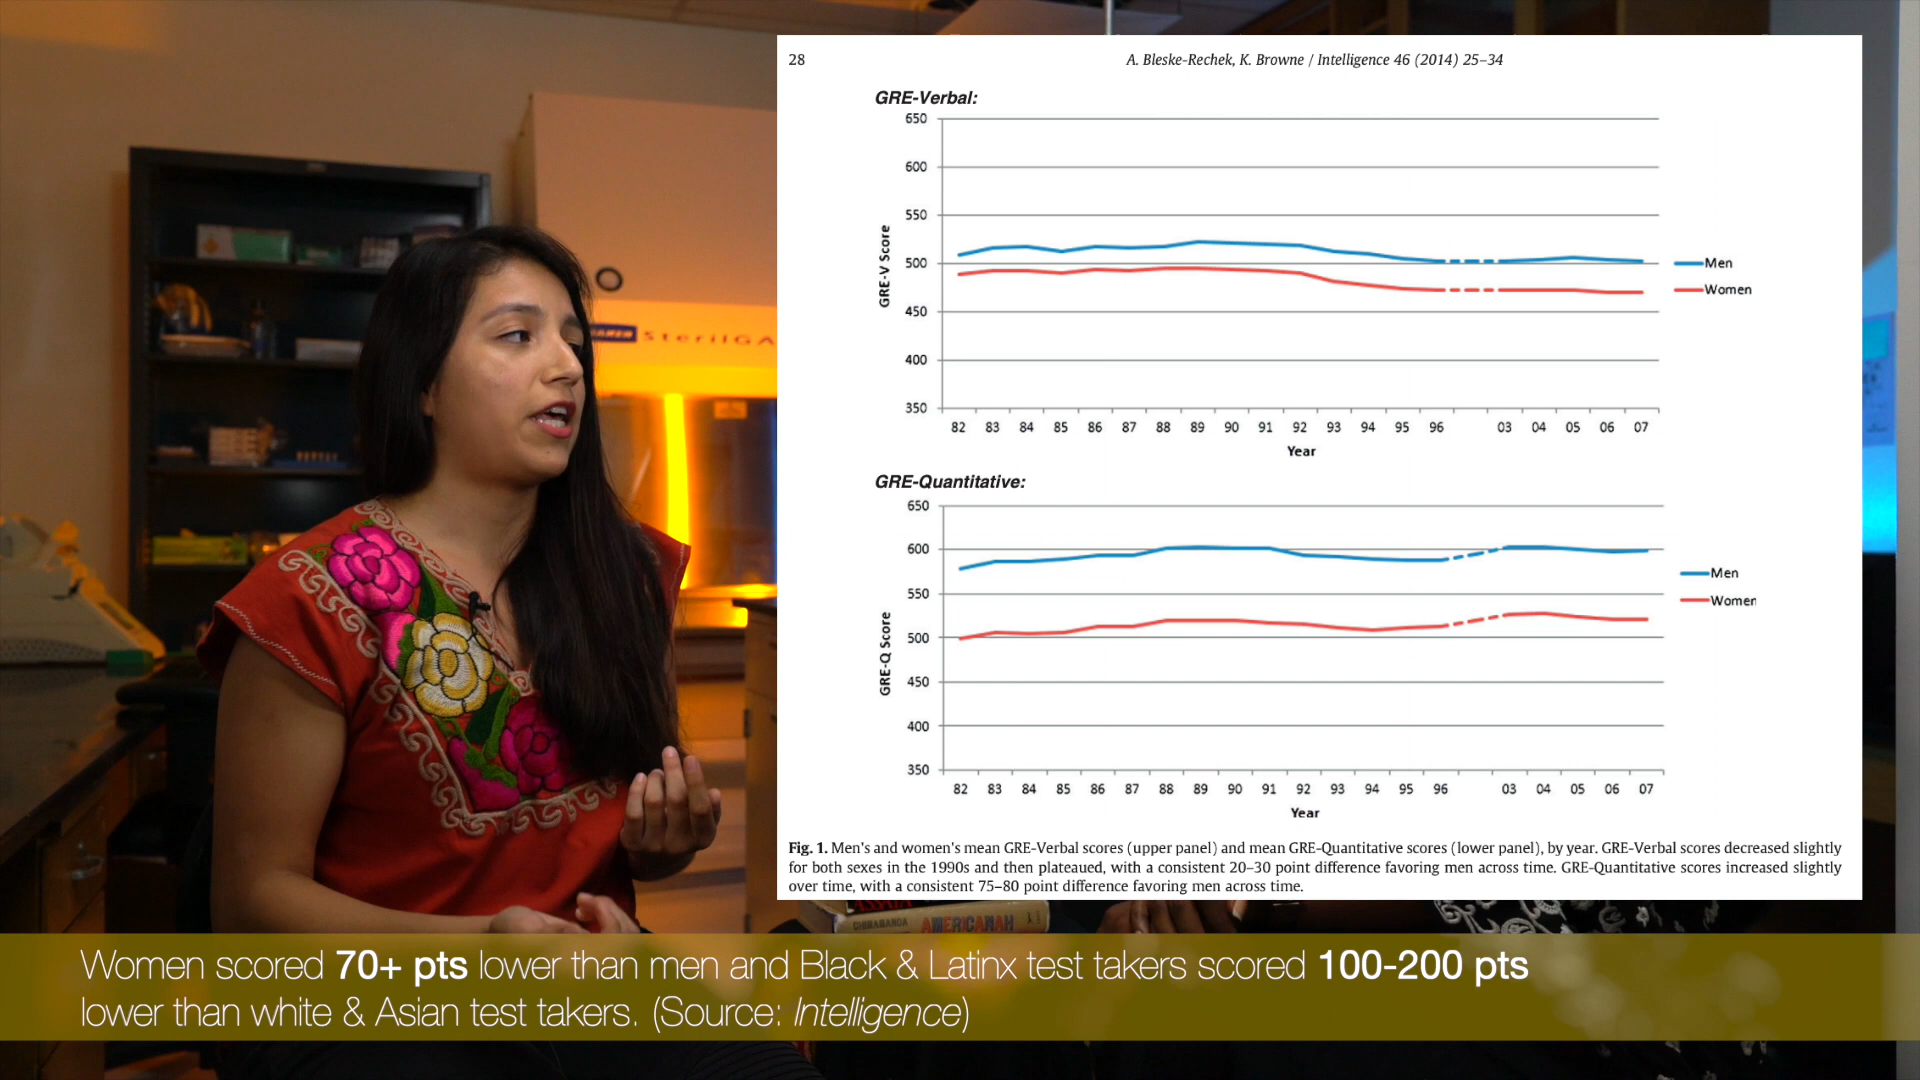 28
A. Bleske-Rechek, K. Browne / Intelligence 46 (2014) 25–34
GRE-Verbal:
650
600
550
500
450
400
350
GRE-V Score
82 83 84 85 86 87 88 89 90 91 92 93 94 95 96 03 04 05 06 07
Year
Men
Women
GRE-Quantitative:
650
600
550
500
450
400
350
GRE-Q Score
82 83 84 85 86 87 88 89 90 91 92 93 94 95 96 03 04 05 06 07
Year
Men
Women
Fig. 1. Men's and women's mean GRE-Verbal scores (upper panel) and mean GRE-Quantitative scores (lower panel), by year. GRE-Verbal scores decreased slightly
for both sexes in the 1990s and then plateaued, with a consistent 20–30 point difference favoring men across time. GRE-Quantitative scores increased slightly
over time, with a consistent 75–80 point difference favoring men across time.
SterilGA
ASSATA
CHIMAMANDA
AMERICANAH
Women scored 70+ pts lower than men and Black & Latinx test takers scored 100-200 pts
lower than white & Asian test takers. (Source: Intelligence)